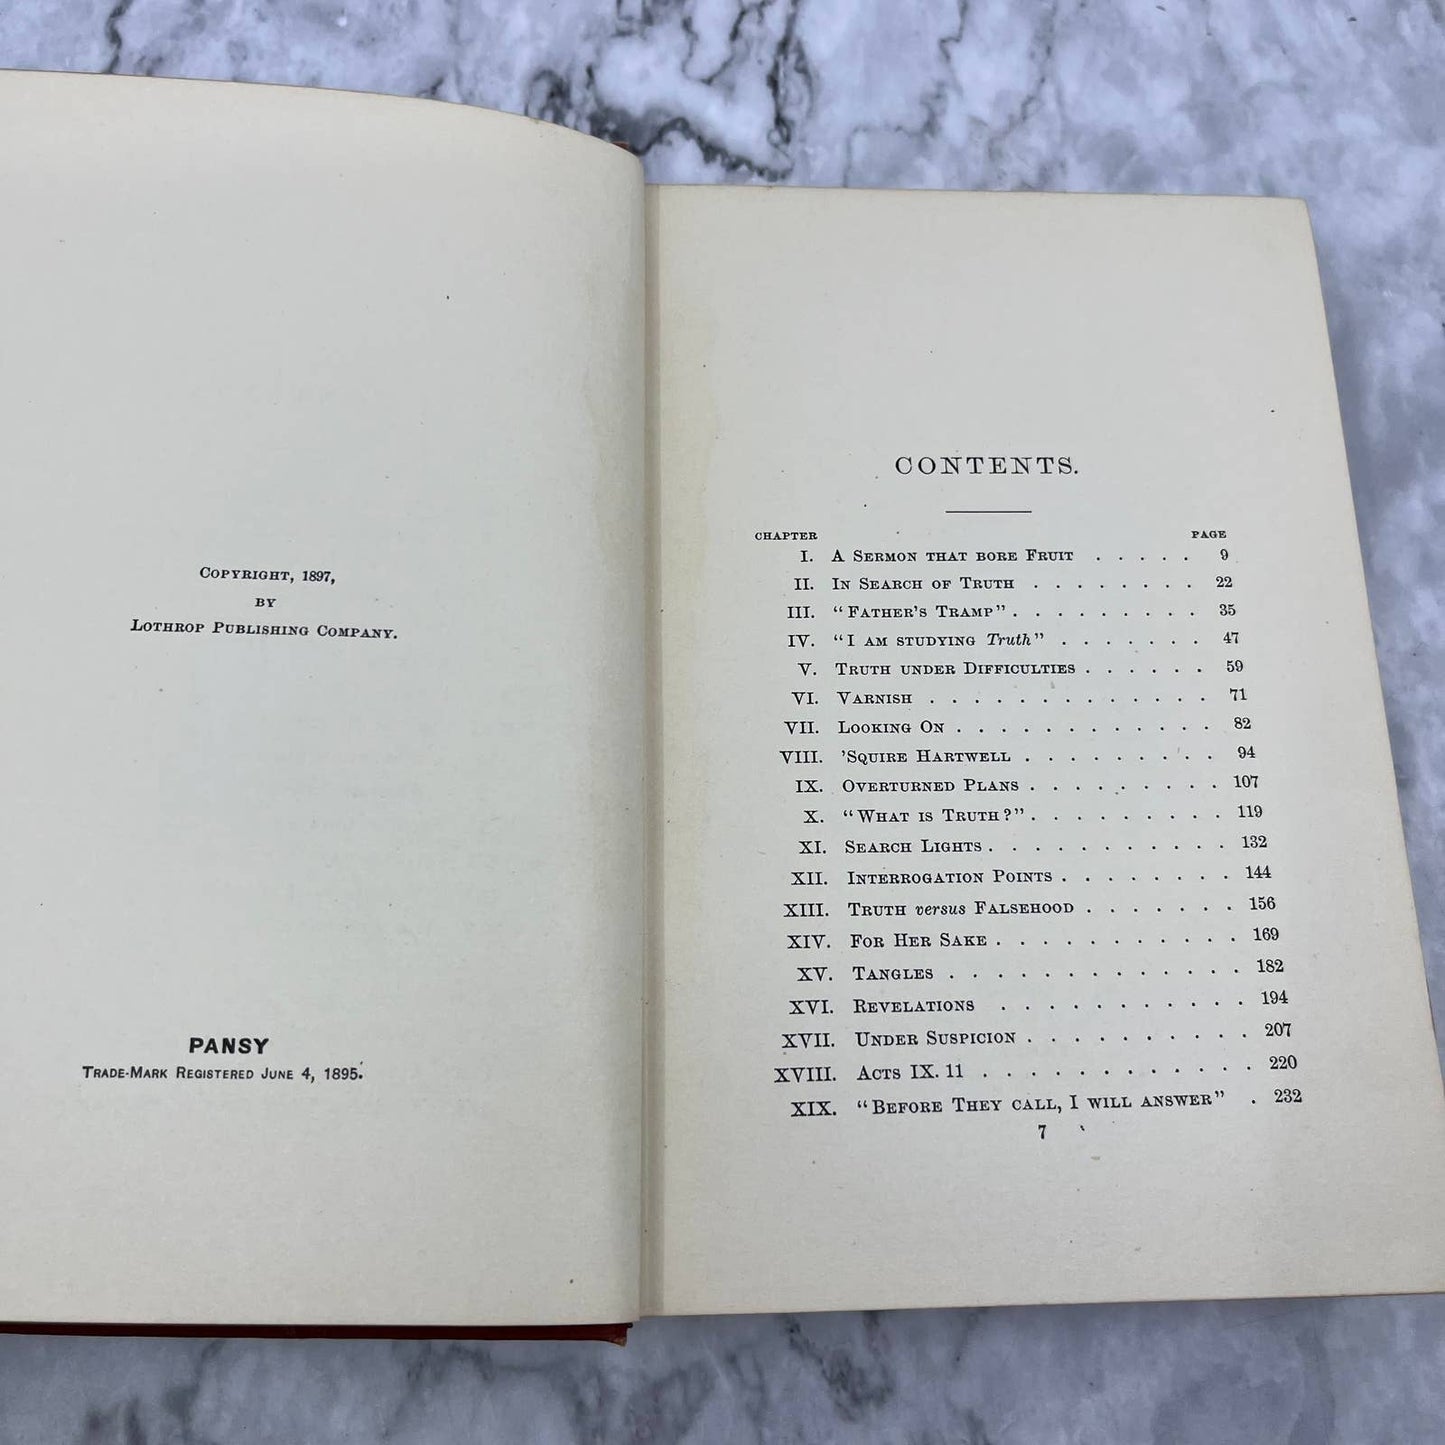 COPYRIGHT, 1897,
BY
LOTHROP PUBLISHING COMPANY.
PANSY
TRADE-MARK REGISTERED JUNE 4, 1895.
CONTENTS.
CHAPTER PAGE
I. A SERMON THAT BORE FRUIT . . . . . 9
II. IN SEARCH OF TRUTH . . . . . . . . 22
III. "FATHER'S TRAMP" . . . . . . . . . 35
IV. "I AM STUDYING Truth" . . . . . . . 47
V. TRUTH UNDER DIFFICULTIES . . . . . . 59
VI. VARNISH . . . . . . . . . . . . . 71
VII. LOOKING ON . . . . . . . . . . . . 82
VIII. 'SQUIRE HARTWELL . . . . . . . . . 94
IX. OVERTURNED PLANS . . . . . . . . . 107
X. "WHAT IS TRUTH?" . . . . . . . . . 119
XI. SEARCH LIGHTS . . . . . . . . . . . 132
XII. INTERROGATION POINTS . . . . . . . . 144
XIII. TRUTH versus FALSEHOOD . . . . . . . 156
XIV. FOR HER SAKE . . . . . . . . . . . 169
XV. TANGLES . . . . . . . . . . . . . 182
XVI. REVELATIONS . . . . . . . . . . . 194
XVII. UNDER SUSPICION . . . . . . . . . . 207
XVIII. ACTS IX. 11 . . . . . . . . . . . . 220
XIX. "BEFORE THEY CALL, I WILL ANSWER" . 232
7